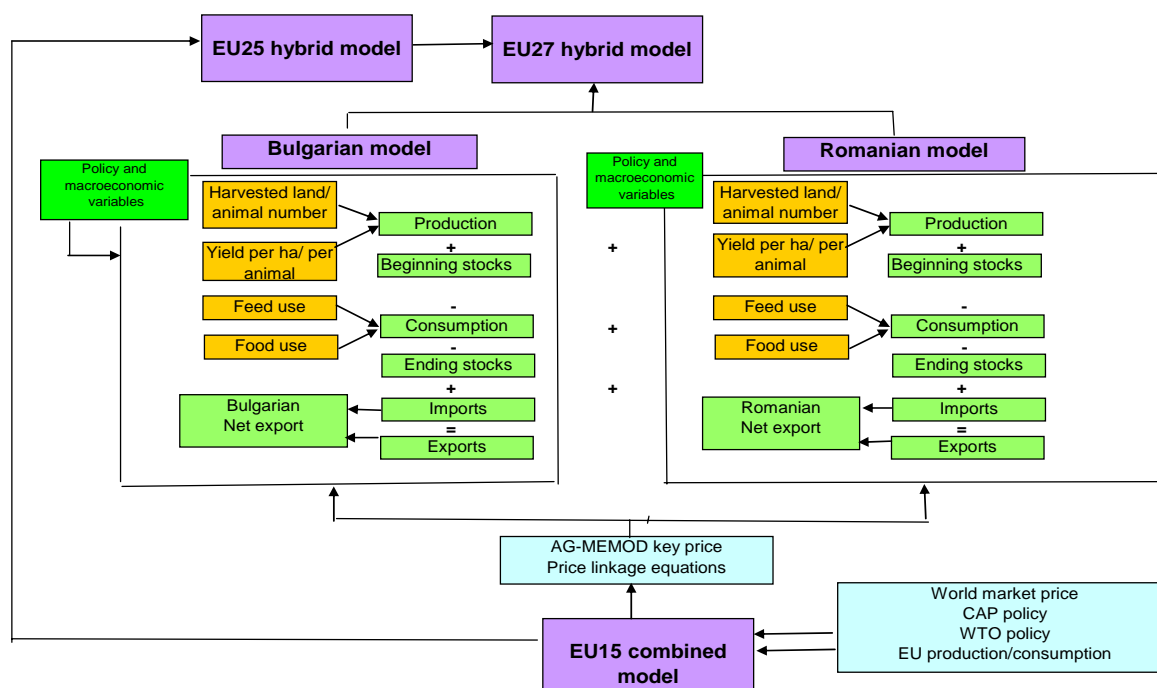 EU25 hybrid model
EU27 hybrid model
Bulgarian model
Romanian model
Policy and
macroeconomic
variables
Harvested land/
animal number
Production
+
Yield per ha/ per
animal
Beginning stocks
-
Feed use
Consumption
Food use
-
Ending stocks
+
Bulgarian
Net export
Imports
=
Exports
+
+
+
Policy and
macroeconomic
variables
Harvested land/
animal number
Production
+
Yield per ha/ per
animal
Beginning stocks
-
Feed use
Consumption
Food use
-
Ending stocks
+
Romanian
Net export
Imports
=
Exports
AG-MEMOD key price
Price linkage equations
World market price
CAP policy
WTO policy
EU production/consumption
EU15 combined
model